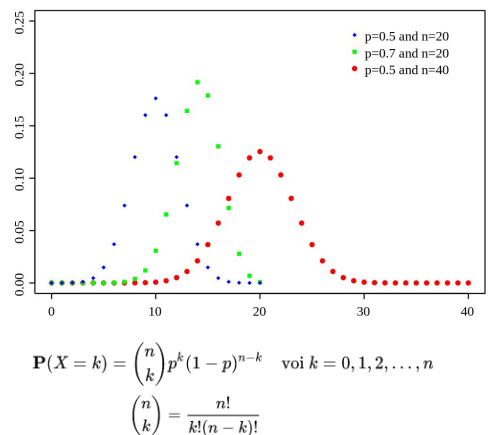 0.25
p=0.5 and n=20
p=0.7 and n=20
p=0.5 and n=40
0.20
0.15
0.10
0.05
0.00
0 10 20 30 40
P(X = k) = (n k) p^k (1 − p)^{n−k} voi k = 0, 1, 2, . . . , n
(n k) = n! / k!(n − k)!